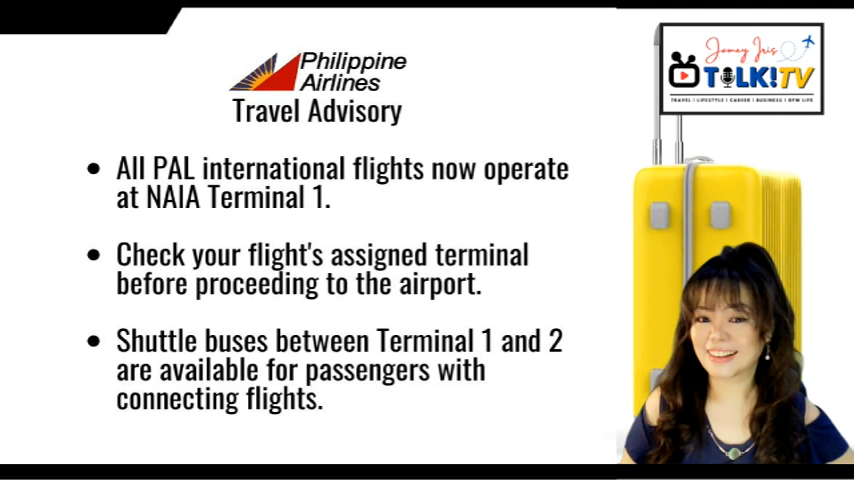 Philippine
Airlines
Travel Advisory
• All PAL international flights now operate
at NAIA Terminal 1.
• Check your flight's assigned terminal
before proceeding to the airport.
• Shuttle buses between Terminal 1 and 2
are available for passengers with
connecting flights.
Jamey Iris
TALK!TV
TRAVEL | LIFESTYLE | CAREER | BUSINESS | DFW LIFE